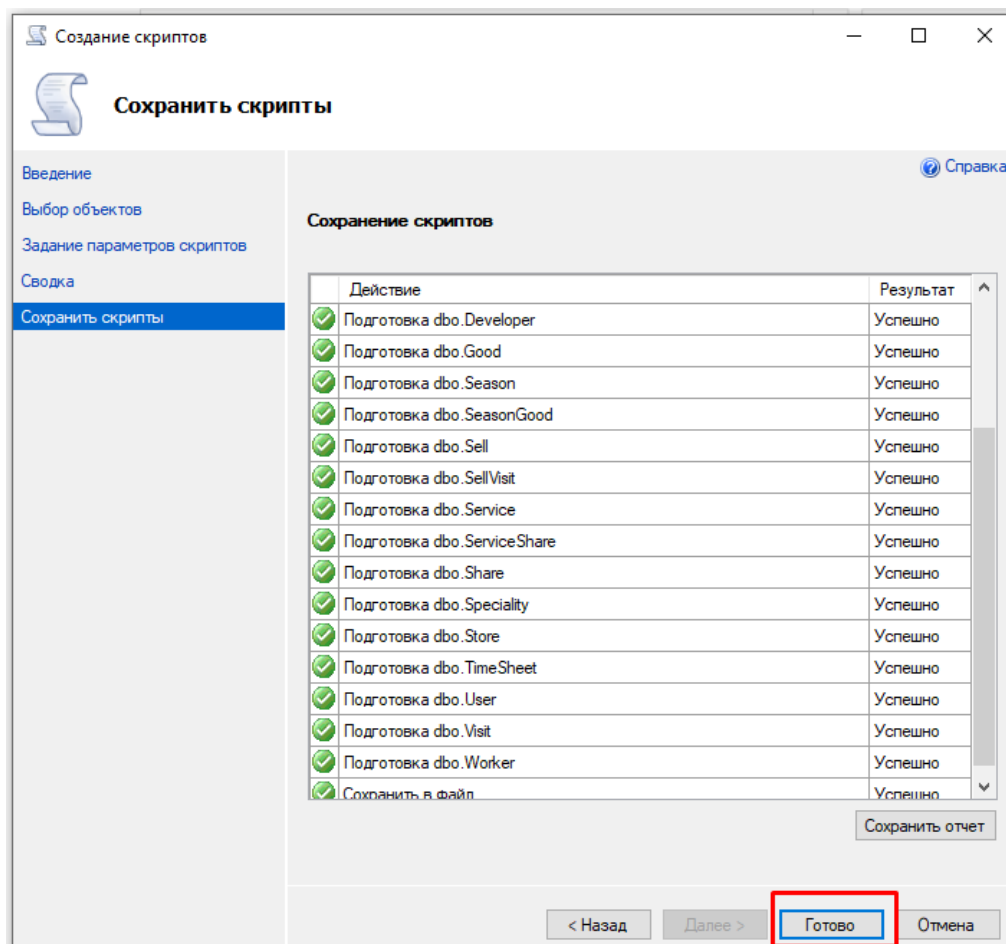 Создание скриптов
Сохранить скрипты
Введение
Выбор объектов
Задание параметров скриптов
Сводка
Сохранить скрипты
Справка
Сохранение скриптов
Действие Результат
Подготовка dbo.Developer Успешно
Подготовка dbo.Good Успешно
Подготовка dbo.Season Успешно
Подготовка dbo.SeasonGood Успешно
Подготовка dbo.Sell Успешно
Подготовка dbo.SellVisit Успешно
Подготовка dbo.Service Успешно
Подготовка dbo.ServiceShare Успешно
Подготовка dbo.Share Успешно
Подготовка dbo.Speciality Успешно
Подготовка dbo.Store Успешно
Подготовка dbo.TimeSheet Успешно
Подготовка dbo.User Успешно
Подготовка dbo.Visit Успешно
Подготовка dbo.Worker Успешно
Сохранить в файл Успешно
Сохранить отчет
< Назад Далее > Готово Отмена